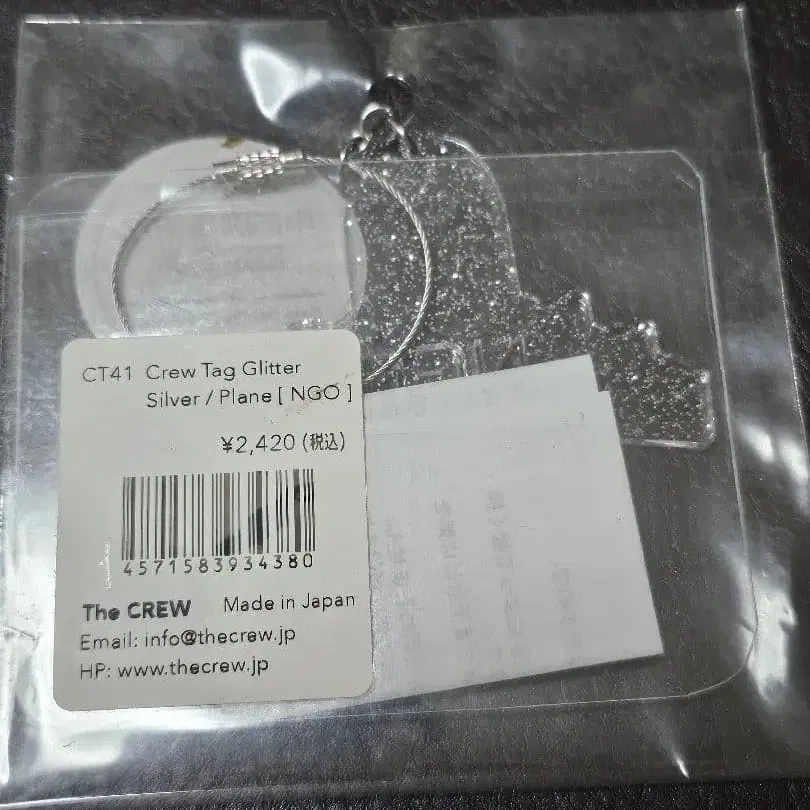 CT41 Crew Tag Glitter
Silver / Plane [ NGO ]
¥2,420 (税込)
4571583934380
The CREW Made in Japan
Email: info@thecrew.jp
HP: www.thecrew.jp